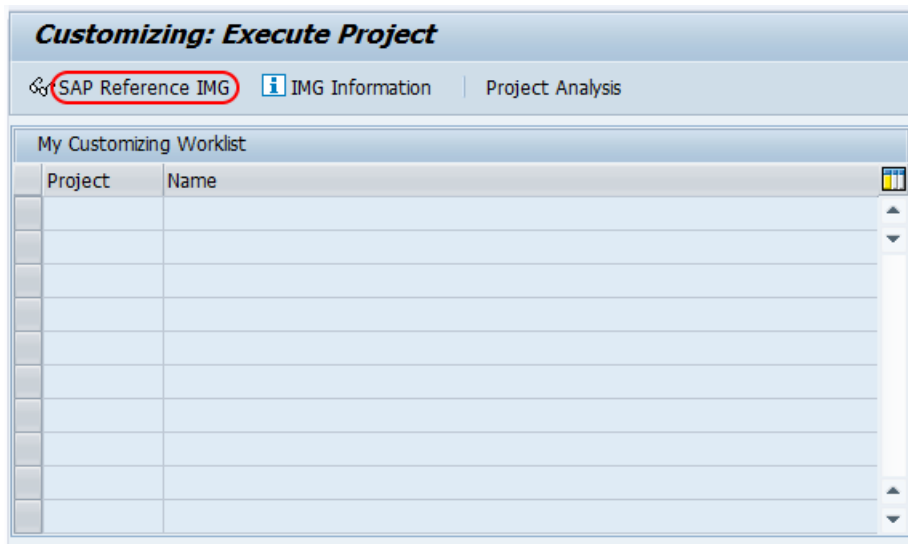 Customizing: Execute Project
SAP Reference IMG IMG Information Project Analysis
My Customizing Worklist
Project Name